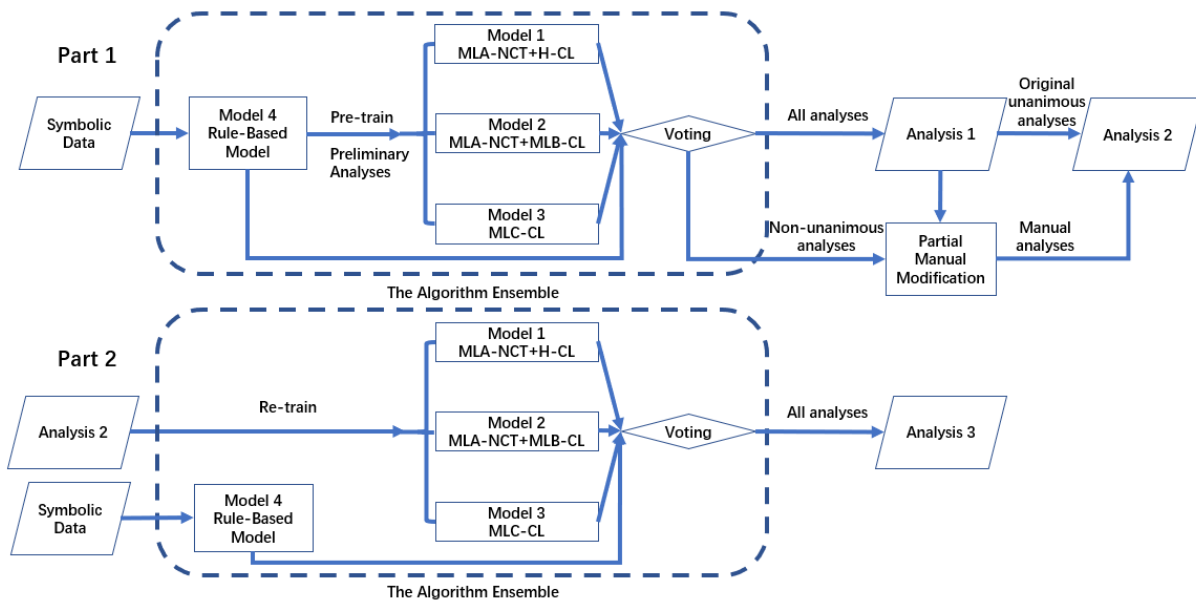 Part 1
Symbolic
Data
Model 4
Rule-Based
Model
Pre-train
Preliminary
Analyses
Model 1
MLA-NCT+H-CL
Model 2
MLA-NCT+MLB-CL
Model 3
MLC-CL
Voting
All analyses
Non-unanimous
analyses
Analysis 1
Original
unanimous
analyses
Analysis 2
Partial
Manual
Modification
Manual
analyses
The Algorithm Ensemble
Part 2
Analysis 2
Re-train
Symbolic
Data
Model 4
Rule-Based
Model
Model 1
MLA-NCT+H-CL
Model 2
MLA-NCT+MLB-CL
Model 3
MLC-CL
Voting
All analyses
Analysis 3
The Algorithm Ensemble